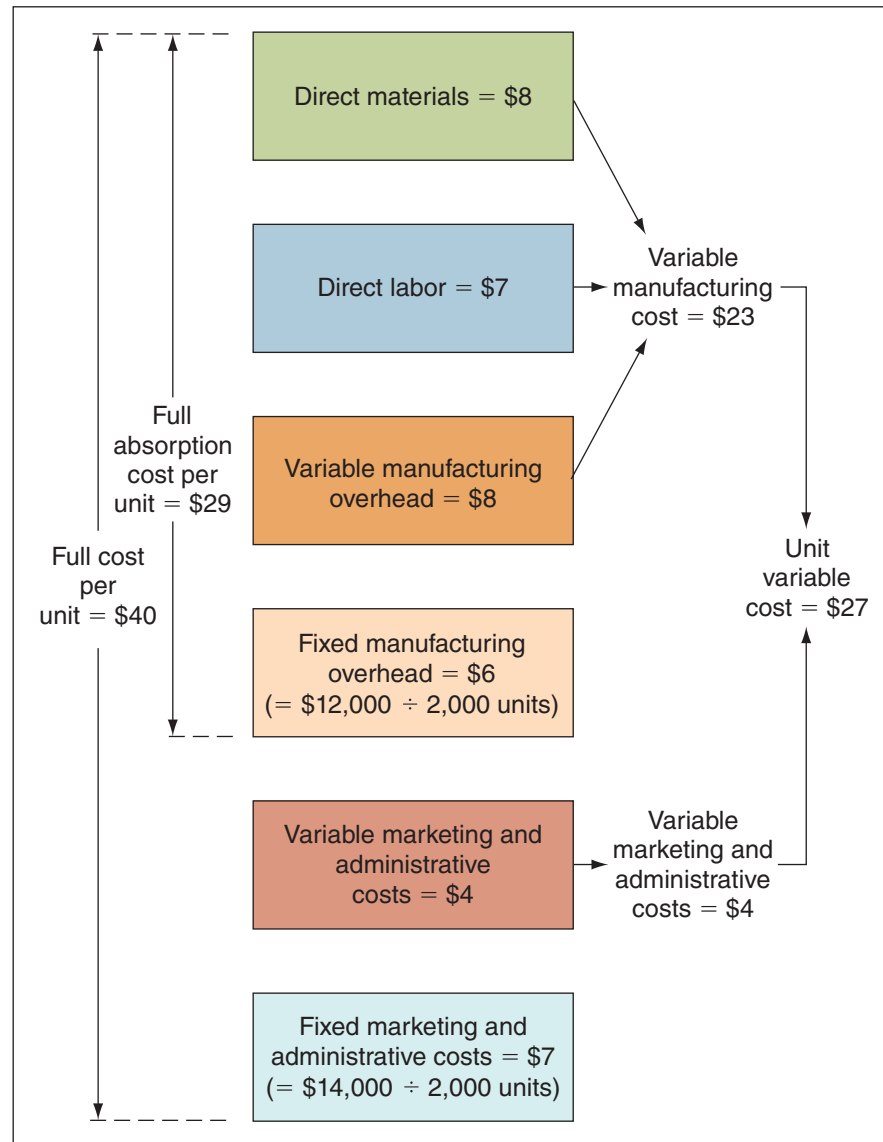 Direct materials = $8
Direct labor = $7
Variable
manufacturing
cost = $23
Full
absorption
cost per
unit = $29
Variable manufacturing
overhead = $8
Full cost
per
unit = $40
Unit
variable
cost = $27
Fixed manufacturing
overhead = $6
(= $12,000 ÷ 2,000 units)
Variable marketing and
administrative
costs = $4
Variable
marketing and
administrative
costs = $4
Fixed marketing and
administrative costs = $7
(= $14,000 ÷ 2,000 units)